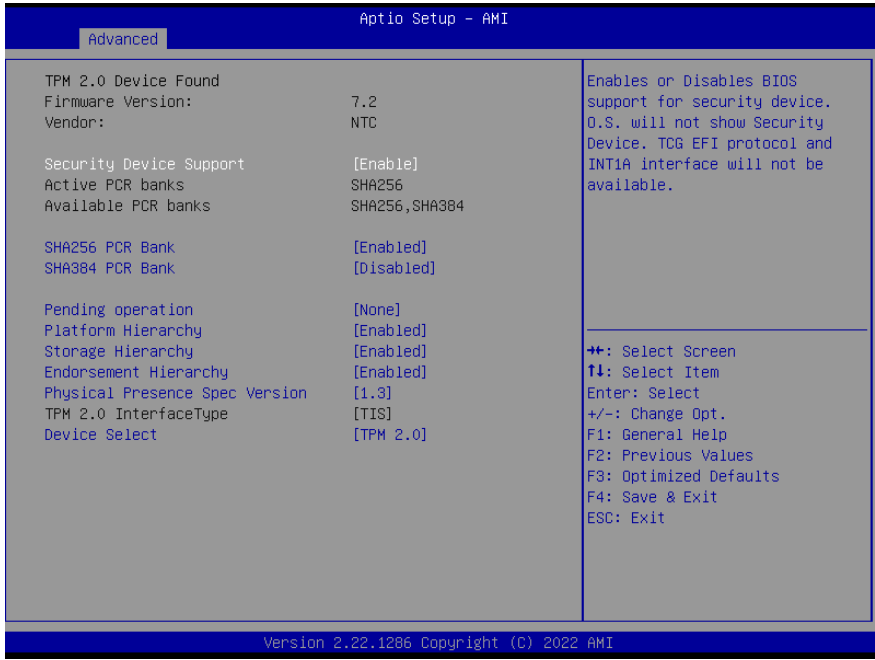 Aptio Setup - AMI
Advanced
TPM 2.0 Device Found
Firmware Version: 7.2
Vendor: NTC
Security Device Support [Enable]
Active PCR banks SHA256
Available PCR banks SHA256,SHA384
SHA256 PCR Bank [Enabled]
SHA384 PCR Bank [Disabled]
Pending operation [None]
Platform Hierarchy [Enabled]
Storage Hierarchy [Enabled]
Endorsement Hierarchy [Enabled]
Physical Presence Spec Version [1.3]
TPM 2.0 InterfaceType [TIS]
Device Select [TPM 2.0]
Enables or Disables BIOS
support for security device.
O.S. will not show Security
Device. TCG EFI protocol and
INT1A interface will not be
available.
→←: Select Screen
↑↓: Select Item
Enter: Select
+/-: Change Opt.
F1: General Help
F2: Previous Values
F3: Optimized Defaults
F4: Save & Exit
ESC: Exit
Version 2.22.1286 Copyright (C) 2022 AMI